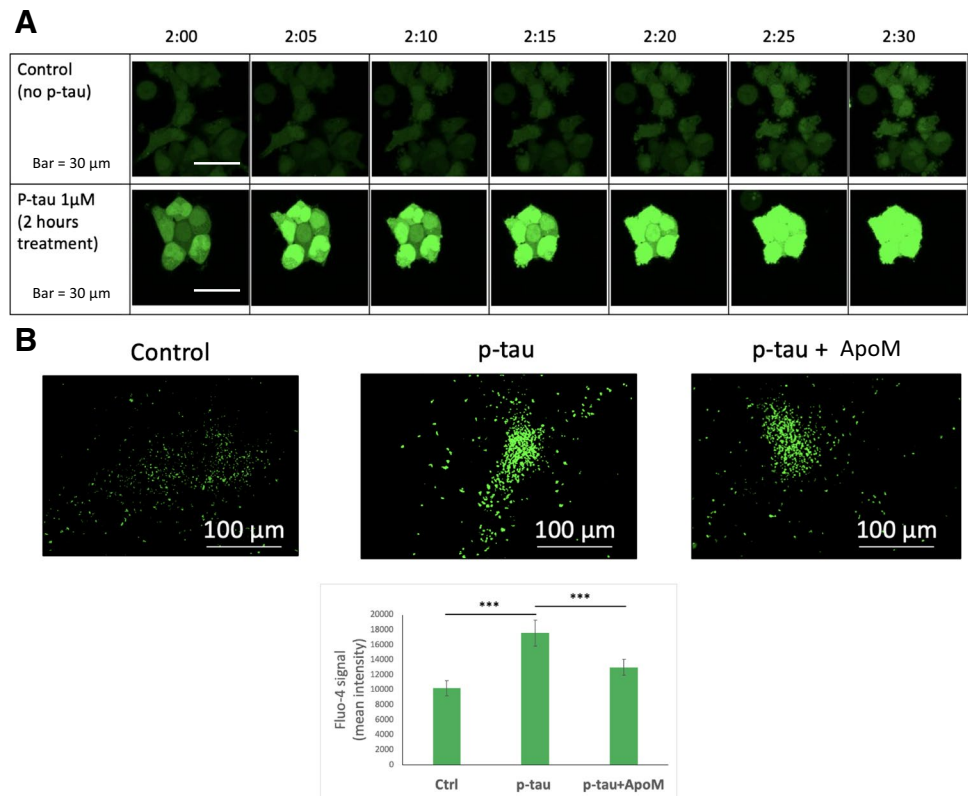 A
2:00 2:05 2:10 2:15 2:20 2:25 2:30
Control
(no p-tau)
Bar = 30 µm
P-tau 1µM
(2 hours
treatment)
Bar = 30 µm
B
Control p-tau p-tau + ApoM
100 µm 100 µm 100 µm
Fluo-4 signal
(mean intensity)
20000
18000
16000
14000
12000
10000
8000
6000
4000
2000
0
*** ***
Ctrl p-tau p-tau+ApoM